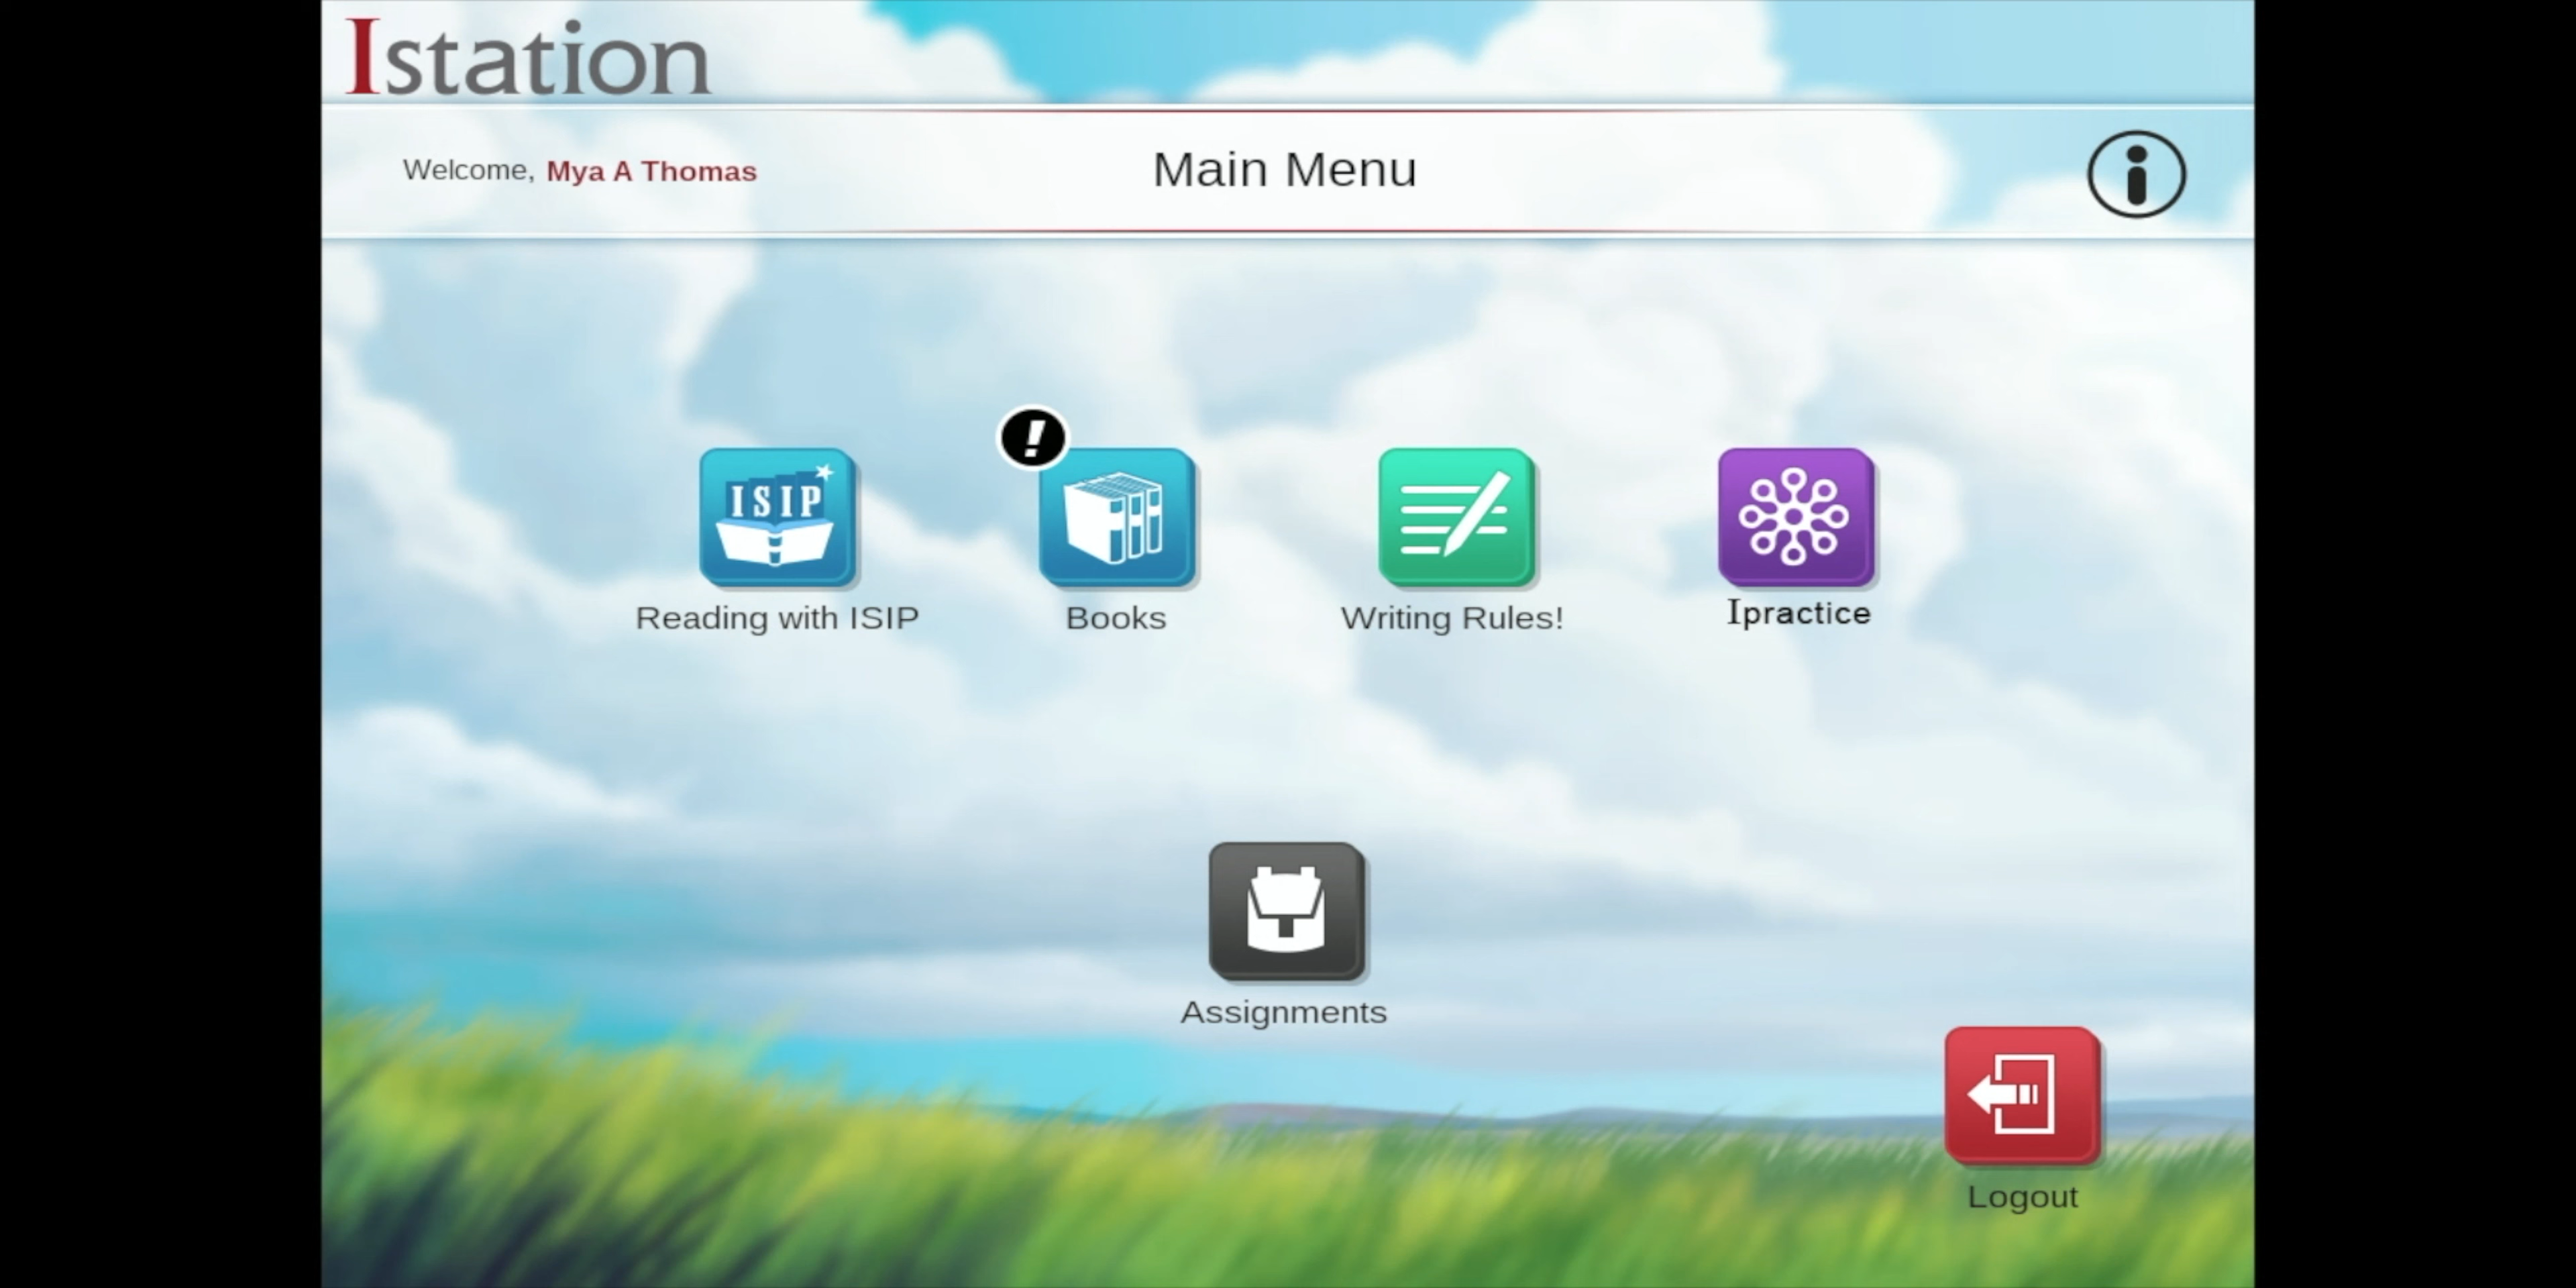 Istation
Welcome, Mya A Thomas
Main Menu
!
ISIP
Reading with ISIP
Books
Writing Rules!
Ipractice
Assignments
Logout